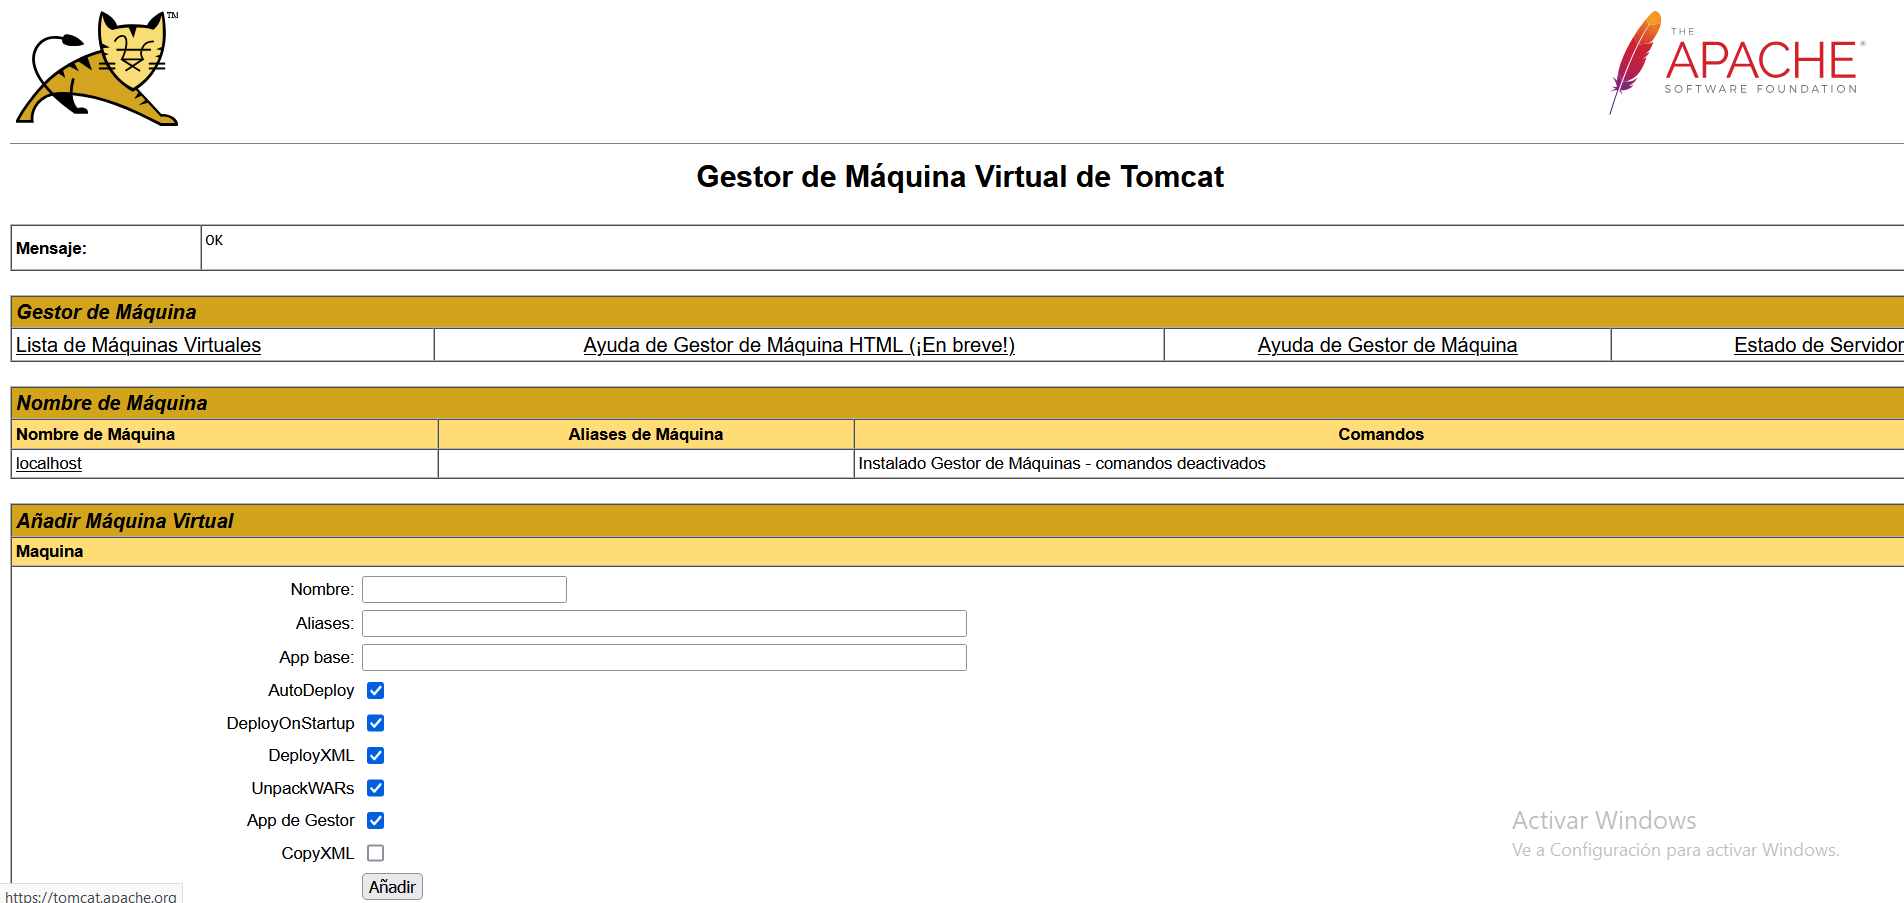 TM
THE
APACHE®
SOFTWARE FOUNDATION
Gestor de Máquina Virtual de Tomcat
Mensaje: OK
Gestor de Máquina
Lista de Máquinas Virtuales Ayuda de Gestor de Máquina HTML (¡En breve!) Ayuda de Gestor de Máquina Estado de Servidor
Nombre de Máquina
Nombre de Máquina Aliases de Máquina Comandos
localhost Instalado Gestor de Máquinas - comandos deactivados
Añadir Máquina Virtual
Maquina
Nombre:
Aliases:
App base:
AutoDeploy
DeployOnStartup
DeployXML
UnpackWARs
App de Gestor
CopyXML
Añadir
Activar Windows
Ve a Configuración para activar Windows.
https://tomcat.apache.org